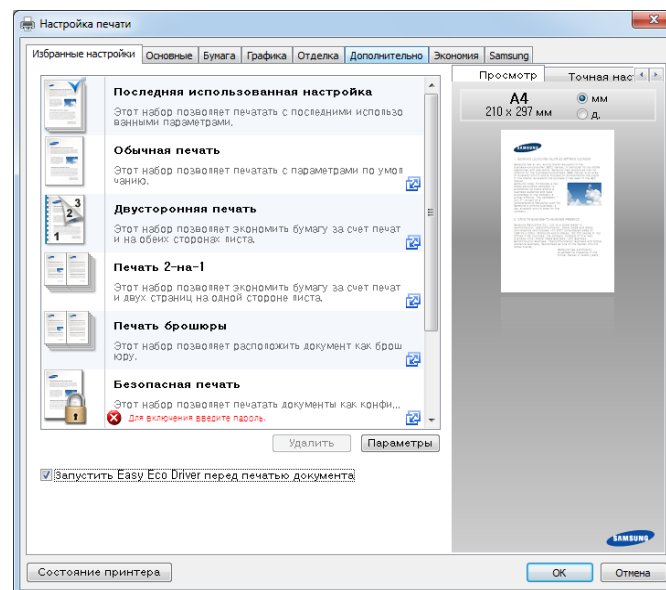 Настройка печати
Избранные настройки Основные Бумага Графика Отделка Дополнительно Экономия Samsung
Последняя использованная настройка
Этот набор позволяет печатать с последними использо
ванными параметрами.
Обычная печать
Этот набор позволяет печатать с параметрами по умол
чанию.
Двусторонняя печать
Этот набор позволяет экономить бумагу за счет печат
и на обеих сторонах листа.
Печать 2-на-1
Этот набор позволяет экономить бумагу за счет печат
и двух страниц на одной стороне листа.
Печать брошюры
Этот набор позволяет расположить документ как брош
юру.
Безопасная печать
Этот набор позволяет печатать документы как конфи...
Для включения введите пароль.
Удалить Параметры
Запустить Easy Eco Driver перед печатью документа
Просмотр Точная нас
A4
210 x 297 мм
мм
д.
SAMSUNG
1
2
3
SAMSUNG
Состояние принтера
OK Отмена